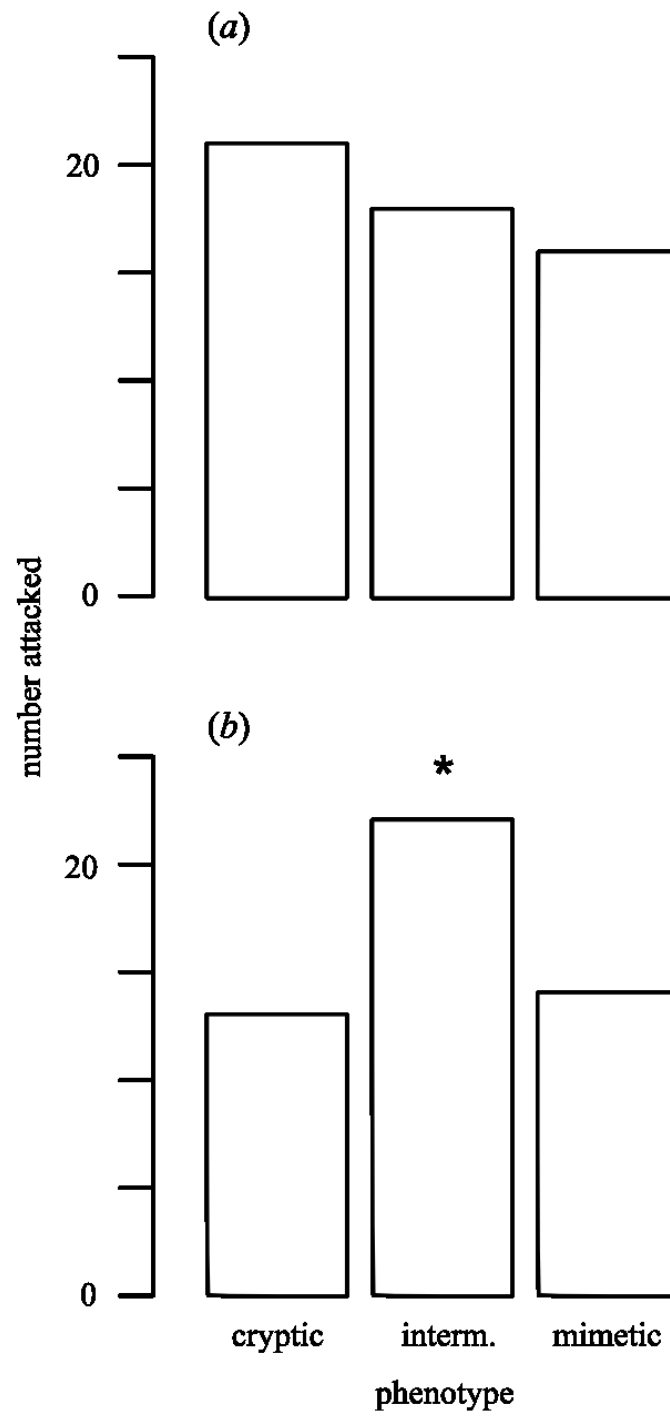 (a)
20
0
number attacked
(b)
*
20
0
cryptic interm. mimetic
phenotype